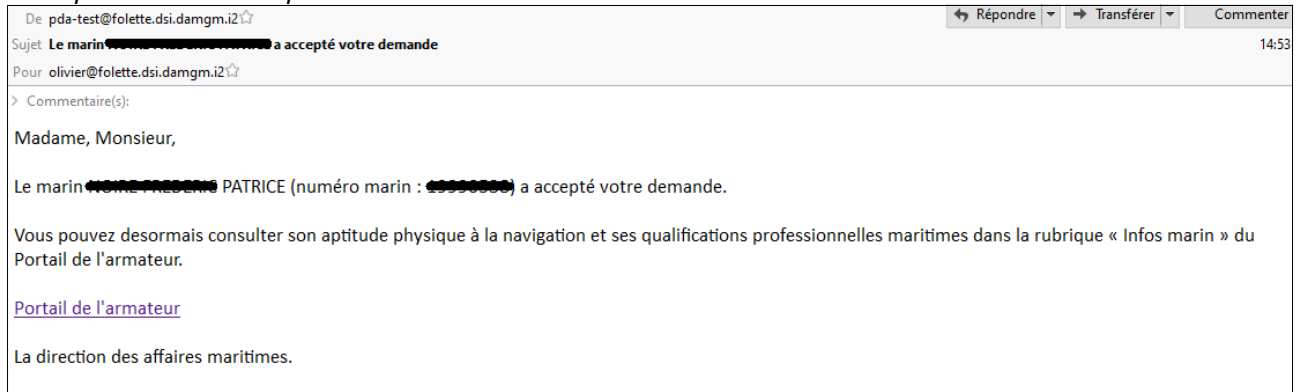 De pda-test@folette.dsi.damgm.i2
Répondre
Transférer
Commenter
Sujet Le marin a accepté votre demande
14:53
Pour olivier@folette.dsi.damgm.i2
> Commentaire(s):
Madame, Monsieur,
Le marin PATRICE (numéro marin : ) a accepté votre demande.
Vous pouvez desormais consulter son aptitude physique à la navigation et ses qualifications professionnelles maritimes dans la rubrique « Infos marin » du
Portail de l'armateur.
Portail de l'armateur
La direction des affaires maritimes.